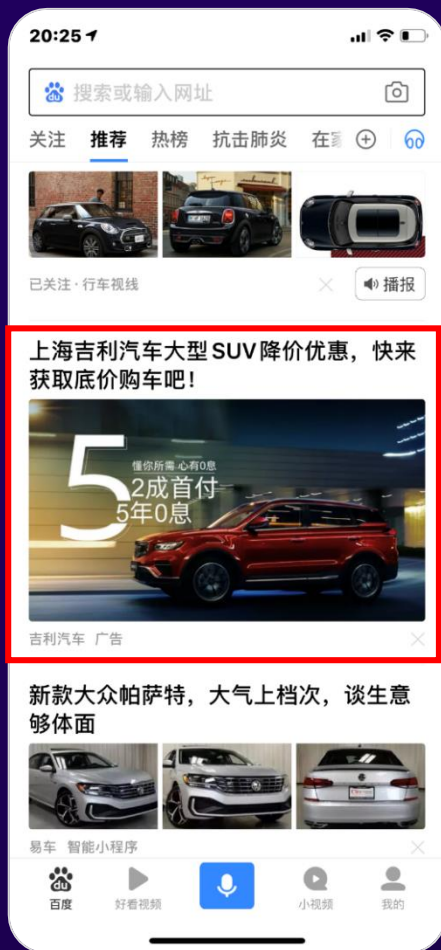 20:25
du 搜索或输入网址
关注 推荐 热榜 抗击肺炎 在家
已关注·行车视线
播报
上海吉利汽车大型SUV降价优惠，快来
获取底价购车吧！
5
懂你所需 心有0息
2成首付
5年0息
吉利汽车 广告
新款大众帕萨特，大气上档次，谈生意
够体面
易车 智能小程序
du
百度 好看视频 小视频 我的